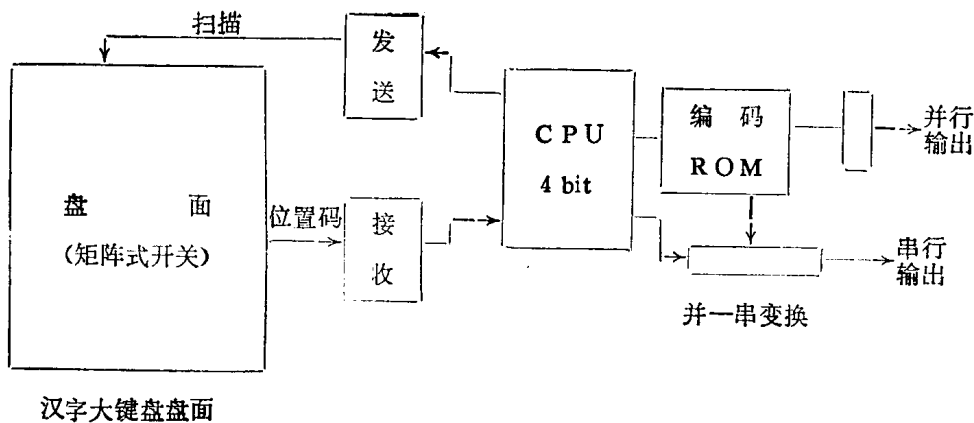 扫描
发
送
盘 面
(矩阵式开关)
位置码
接
收
CPU
4 bit
编 码
ROM
并行
输出
串行
输出
并一串变换
汉字大键盘盘面